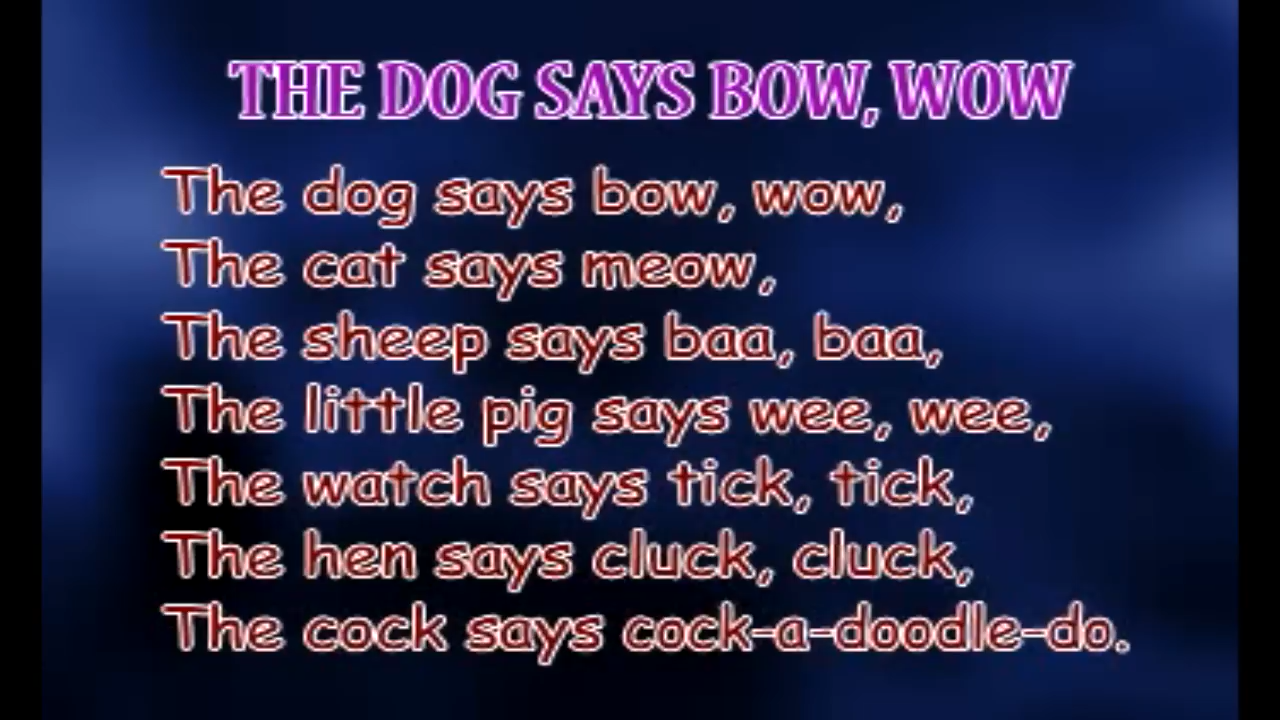 THE DOG SAYS BOW, WOW
The dog says bow, wow,
The cat says meow,
The sheep says baa, baa,
The little pig says wee, wee,
The watch says tick, tick,
The hen says cluck, cluck,
The cock says cock-a-doodle-do.